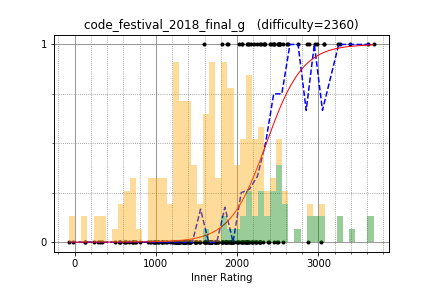 code_festival_2018_final_g   (difficulty=2360)
1
0
0 1000 2000 3000
Inner Rating